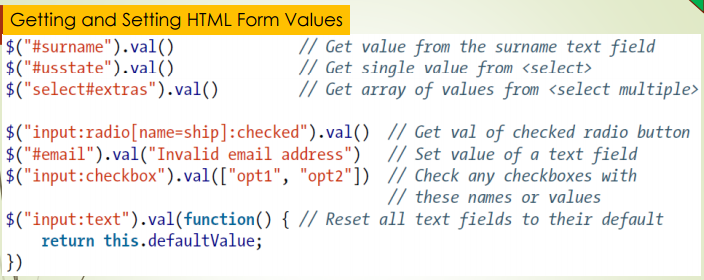 Getting and Setting HTML Form Values
$("#surname").val() // Get value from the surname text field
$("#usstate").val() // Get single value from <select>
$("select#extras").val() // Get array of values from <select multiple>
$("input:radio[name=ship]:checked").val() // Get val of checked radio button
$("#email").val("Invalid email address") // Set value of a text field
$("input:checkbox").val(["opt1", "opt2"]) // Check any checkboxes with
// these names or values
$("input:text").val(function() { // Reset all text fields to their default
return this.defaultValue;
})